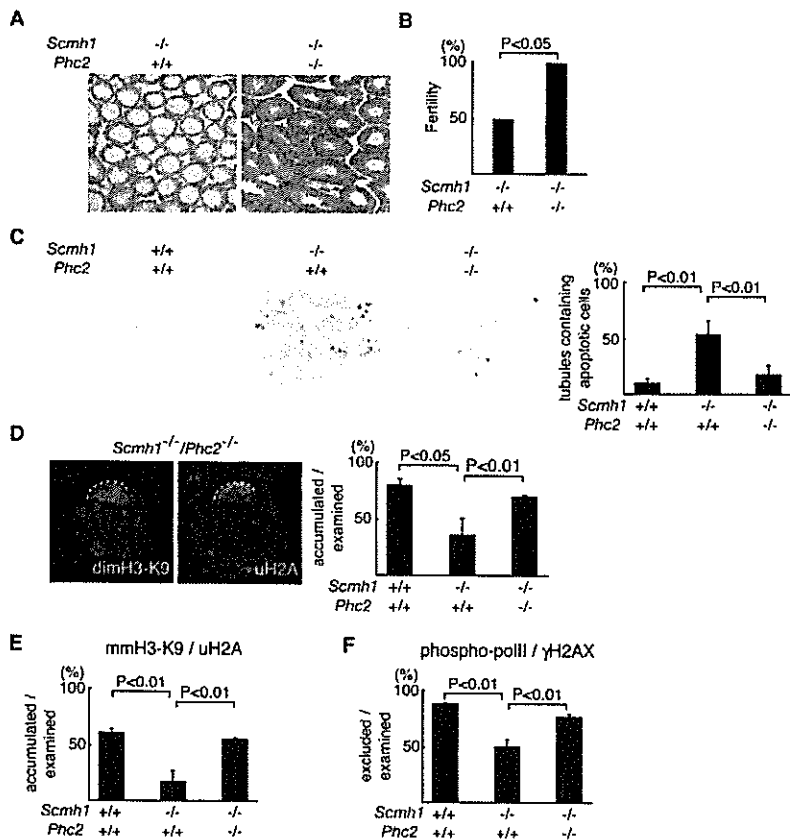 A
Scmh1 -/- -/-
Phc2 +/+ -/-
B
(%)
P<0.05
100
50
Fertility
Scmh1 -/- -/-
Phc2 +/+ -/-
C
Scmh1 +/+ -/- -/-
Phc2 +/+ +/+ -/-
(%)
P<0.01 P<0.01
100
50
tubules containing
apoptotic cells
Scmh1 +/+ -/- -/-
Phc2 +/+ +/+ -/-
D
Scmh1-/-/Phc2-/-
dimH3-K9
uH2A
(%)
P<0.05
P<0.01
100
50
accumulated /
examined
Scmh1 +/+ -/- -/-
Phc2 +/+ +/+ -/-
E
mmH3-K9 / uH2A
(%)
P<0.01 P<0.01
100
50
accumulated /
examined
Scmh1 +/+ -/- -/-
Phc2 +/+ +/+ -/-
F
phospho-polII / γH2AX
(%)
P<0.01
P<0.01
100
50
excluded /
examined
Scmh1 +/+ -/- -/-
Phc2 +/+ +/+ -/-